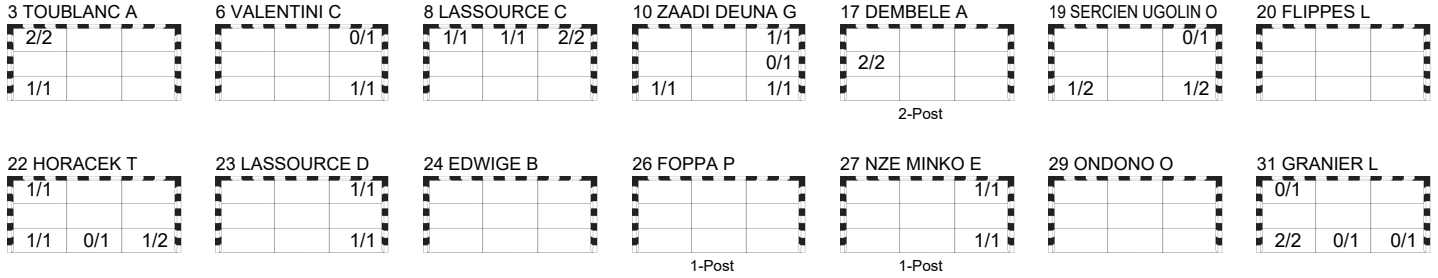 3 TOUBLANC A 6 VALENTINI C 8 LASSOURCE C 10 ZAADI DEUNA G 17 DEMBELE A 19 SERCIEN UGOLIN O 20 FLIPPES L
2/2 0/1 1/1 1/1 2/2 1/1 0/1
0/1 2/2
1/1 1/1 1/1 1/1 1/2 1/2
2-Post
22 HORACEK T 23 LASSOURCE D 24 EDWIGE B 26 FOPPA P 27 NZE MINKO E 29 ONDONO O 31 GRANIER L
1/1 1/1 1/1 0/1
1/1 0/1 1/2 1/1 1/1 2/2 0/1 0/1
1-Post 1-Post